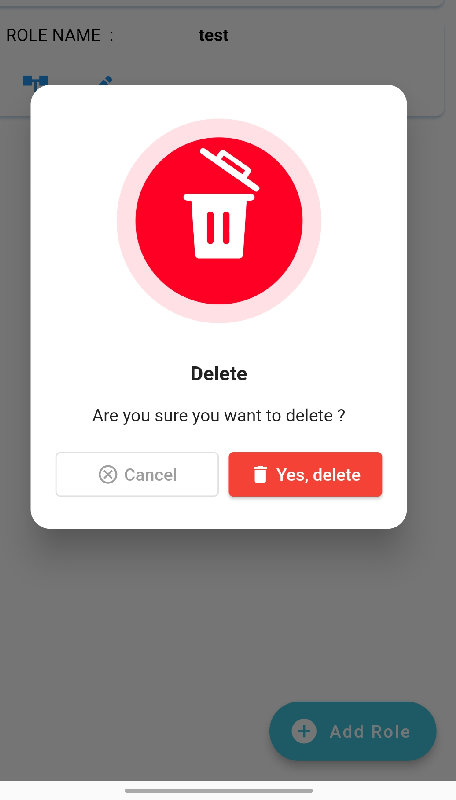 ROLE NAME : test
Delete
Are you sure you want to delete ?
Cancel Yes, delete
Add Role